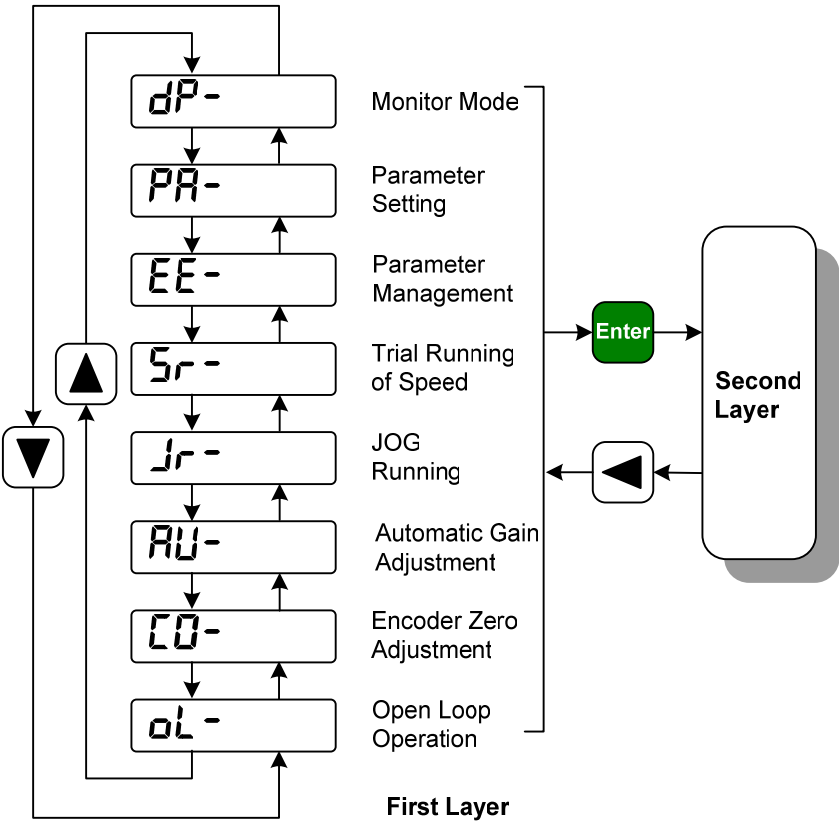 dP-
Monitor Mode
PA-
Parameter
Setting
EE-
Parameter
Management
Sr-
Trial Running
of Speed
Jr-
JOG
Running
AU-
Automatic Gain
Adjustment
CO-
Encoder Zero
Adjustment
oL-
Open Loop
Operation
Enter
Second
Layer
First Layer